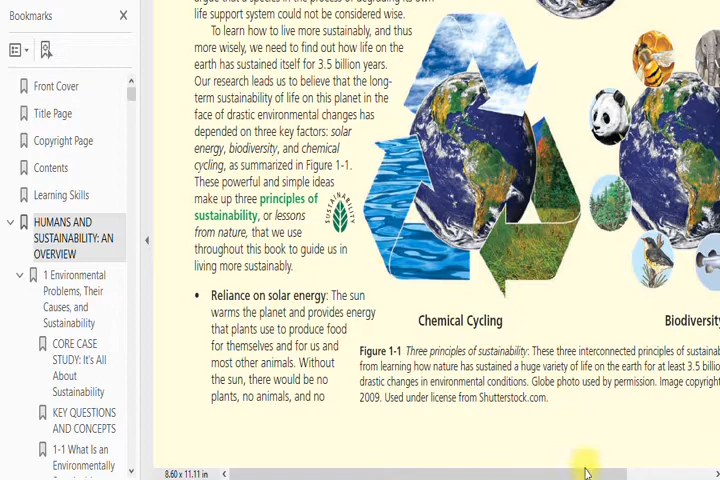 Bookmarks
Front Cover
Title Page
Copyright Page
Contents
Learning Skills
HUMANS AND
SUSTAINABILITY: AN
OVERVIEW
1 Environmental
Problems, Their
Causes, and
Sustainability
CORE CASE
STUDY: It's All
About
Sustainability
KEY QUESTIONS
AND CONCEPTS
1-1 What Is an
Environmentally
life support system could not be considered wise.
To learn how to live more sustainably, and thus
more wisely, we need to find out how life on the
earth has sustained itself for 3.5 billion years.
Our research leads us to believe that the long-
term sustainability of life on this planet in the
face of drastic environmental changes has
depended on three key factors: solar
energy, biodiversity, and chemical
cycling, as summarized in Figure 1-1.
These powerful and simple ideas
make up three principles of
sustainability, or lessons
from nature, that we use
throughout this book to guide us in
living more sustainably.
SUSTAINABILITY
• Reliance on solar energy: The sun
warms the planet and provides energy
that plants use to produce food
for themselves and for us and
most other animals. Without
the sun, there would be no
plants, no animals, and no
Chemical Cycling
Biodiversity
Figure 1-1 Three principles of sustainability: These three interconnected principles of sustainab
from learning how nature has sustained a huge variety of life on the earth for at least 3.5 billio
drastic changes in environmental conditions. Globe photo used by permission. Image copyright
2009. Used under license from Shutterstock.com.
8.60 x 11.11 in